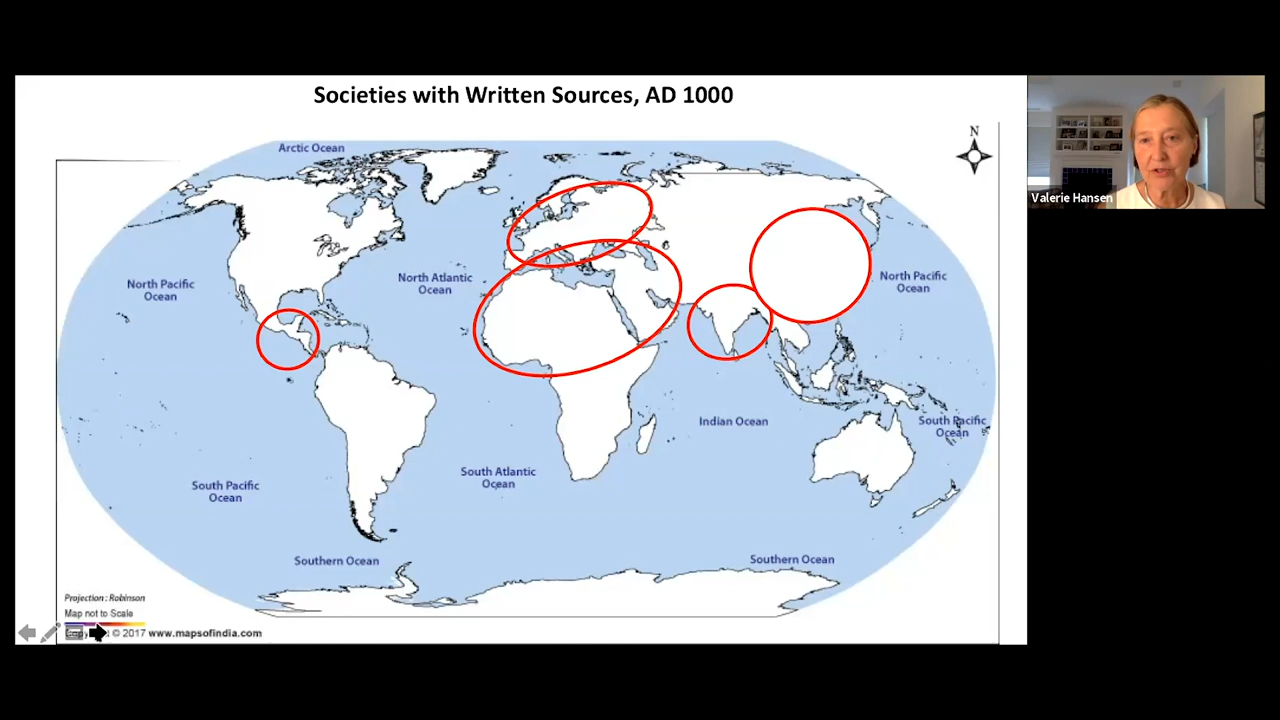 Societies with Written Sources, AD 1000
N
Arctic Ocean
Valerie Hansen
North Pacific
Ocean
North Atlantic
Ocean
North Pacific
Ocean
Indian Ocean
South Pacific
Ocean
South Atlantic
Ocean
South Pacific
Ocean
Southern Ocean
Southern Ocean
Projection : Robinson
Map not to Scale
© 2017 www.mapsofindia.com